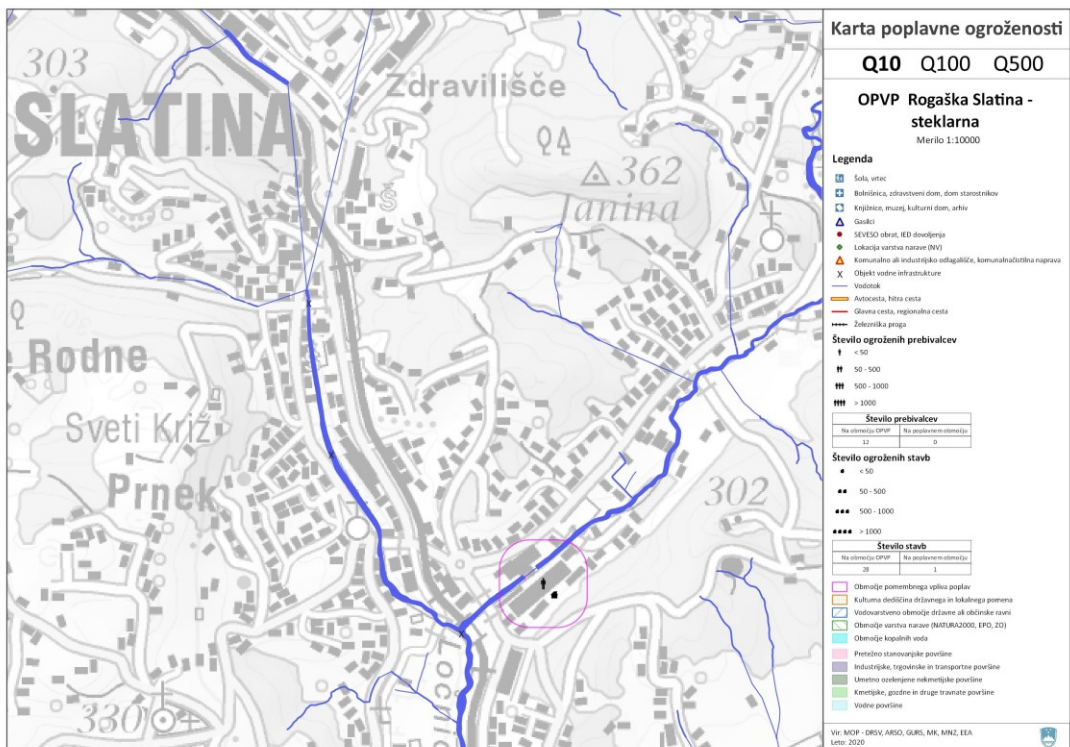 303
SLATINA
Zdravilišče
362
Janina
Š
Rodne
Sveti Križ
Prnek
302
330
Ločnica
Karta poplavne ogroženosti
Q10 Q100 Q500
OPVP Rogaška Slatina -
steklarna
Merilo 1:10000
Legenda
Šola, vrtec
Bolnišnica, zdravstveni dom, dom starostnikov
Knjižnice, muzej, kulturni dom, arhiv
Gasilci
SEVESO obrat, IED dovoljenja
Lokacija varstva narave (NV)
Komunalno ali industrijsko odlagališče, komunalnačistilna naprava
X Objekt vodne infrastrukture
Vodotok
Avtocesta, hitra cesta
Glavna cesta, regionalna cesta
Železniška proga
Število ogroženih prebivalcev
< 50
50 - 500
500 - 1000
> 1000
Število prebivalcev
Na območju OPVP Na poplavnem območju
12 0
Število ogroženih stavb
< 50
50 - 500
500 - 1000
> 1000
Število stavb
Na območju OPVP Na poplavnem območju
28 1
Območje pomembnega vpliva poplav
Kulturna dediščina državnega in lokalnega pomena
Vodovarstveno območje državne ali občinske ravni
Območje varstva narave (NATURA2000, EPO, ZO)
Območje kopalnih voda
Pretežno stanovanjske površine
Industrijske, trgovinske in transportne površine
Umetno ozelenjene nekmetijske površine
Kmetijske, gozdne in druge travnate površine
Vodne površine
Vir: MOP - DRSV, ARSO, GURS, MK, MNZ, EEA
Leto: 2020